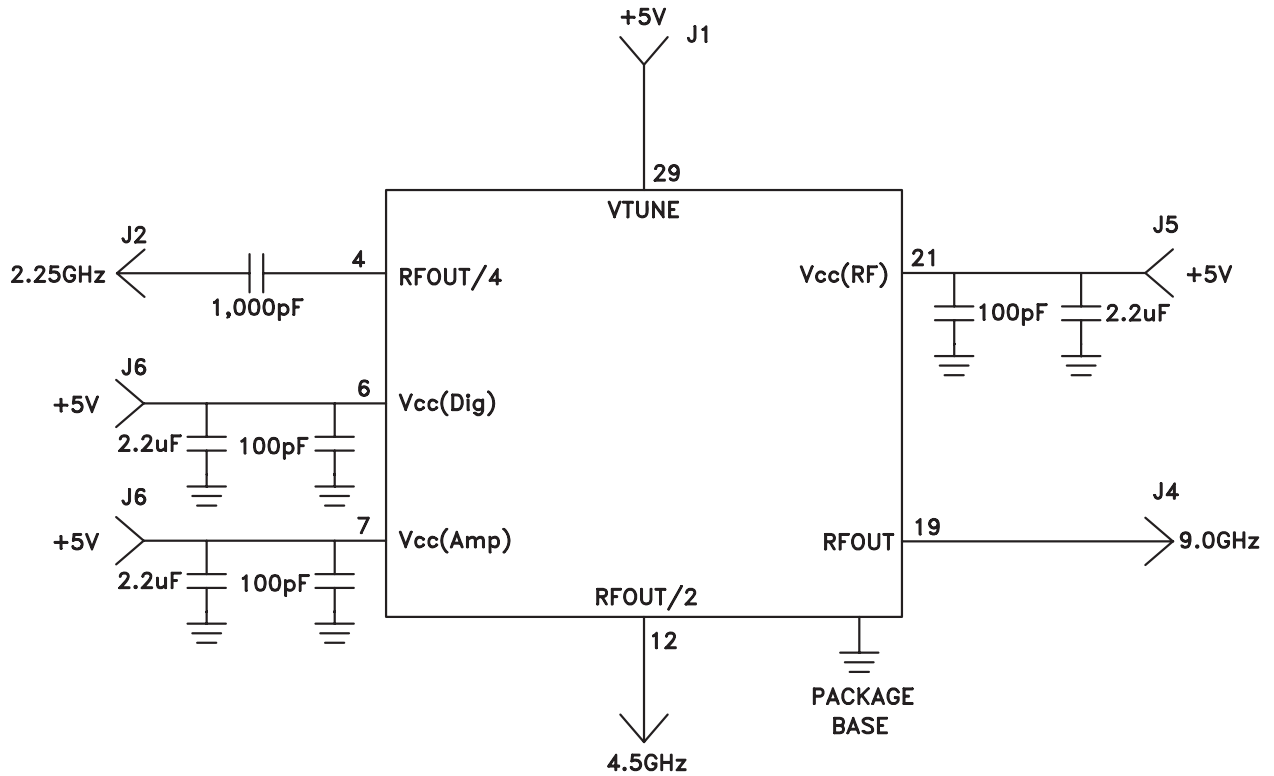 +5V
J1
29
VTUNE
J2
2.25GHz
1,000pF
4
RFOUT/4
J5
Vcc(RF)
21
+5V
100pF
2.2uF
J6
+5V
6
Vcc(Dig)
2.2uF
100pF
J6
+5V
7
Vcc(Amp)
2.2uF
100pF
J4
RFOUT
19
9.0GHz
RFOUT/2
12
4.5GHz
PACKAGE
BASE